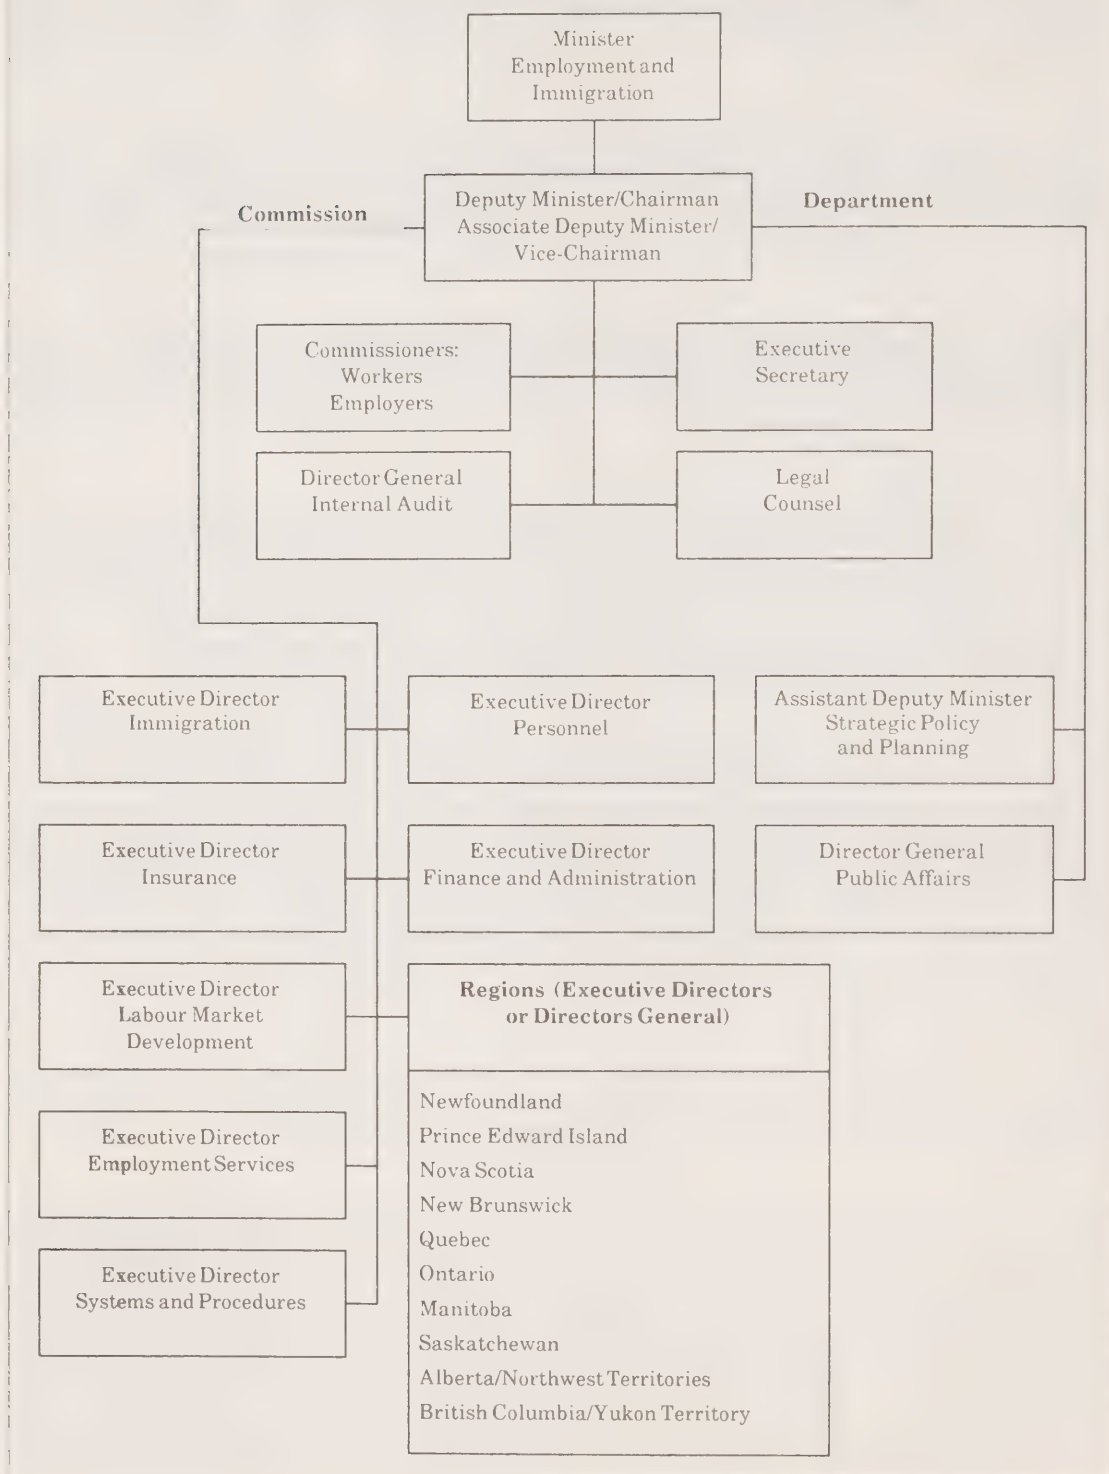 Minister
Employment and
Immigration
Commission
Deputy Minister/Chairman
Associate Deputy Minister/
Vice-Chairman
Department
Commissioners:
Workers
Employers
Executive
Secretary
Director General
Internal Audit
Legal
Counsel
Executive Director
Immigration
Executive Director
Personnel
Assistant Deputy Minister
Strategic Policy
and Planning
Executive Director
Insurance
Executive Director
Finance and Administration
Director General
Public Affairs
Executive Director
Labour Market
Development
Regions (Executive Directors
or Directors General)
Executive Director
Employment Services
Executive Director
Systems and Procedures
Newfoundland
Prince Edward Island
Nova Scotia
New Brunswick
Quebec
Ontario
Manitoba
Saskatchewan
Alberta/Northwest Territories
British Columbia/Yukon Territory